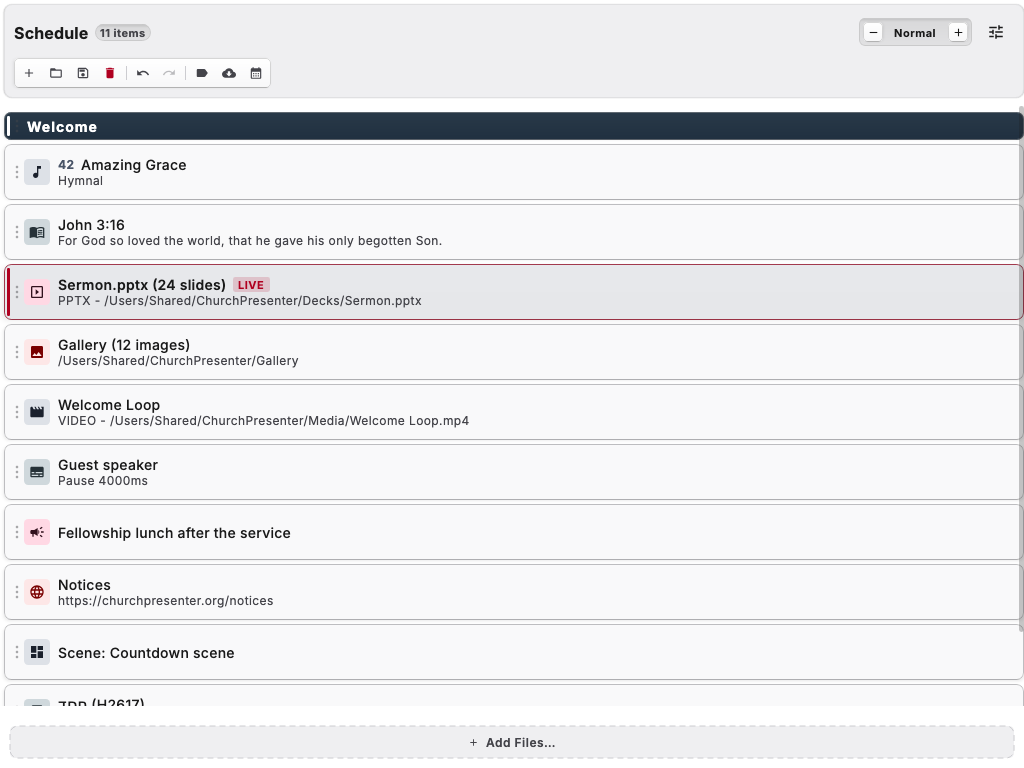 Schedule 11 items
− Normal +
Welcome
42 Amazing Grace
Hymnal
John 3:16
For God so loved the world, that he gave his only begotten Son.
Sermon.pptx (24 slides) LIVE
PPTX - /Users/Shared/ChurchPresenter/Decks/Sermon.pptx
Gallery (12 images)
/Users/Shared/ChurchPresenter/Gallery
Welcome Loop
VIDEO - /Users/Shared/ChurchPresenter/Media/Welcome Loop.mp4
Guest speaker
Pause 4000ms
Fellowship lunch after the service
Notices
https://churchpresenter.org/notices
Scene: Countdown scene
(H2617)
+ Add Files...